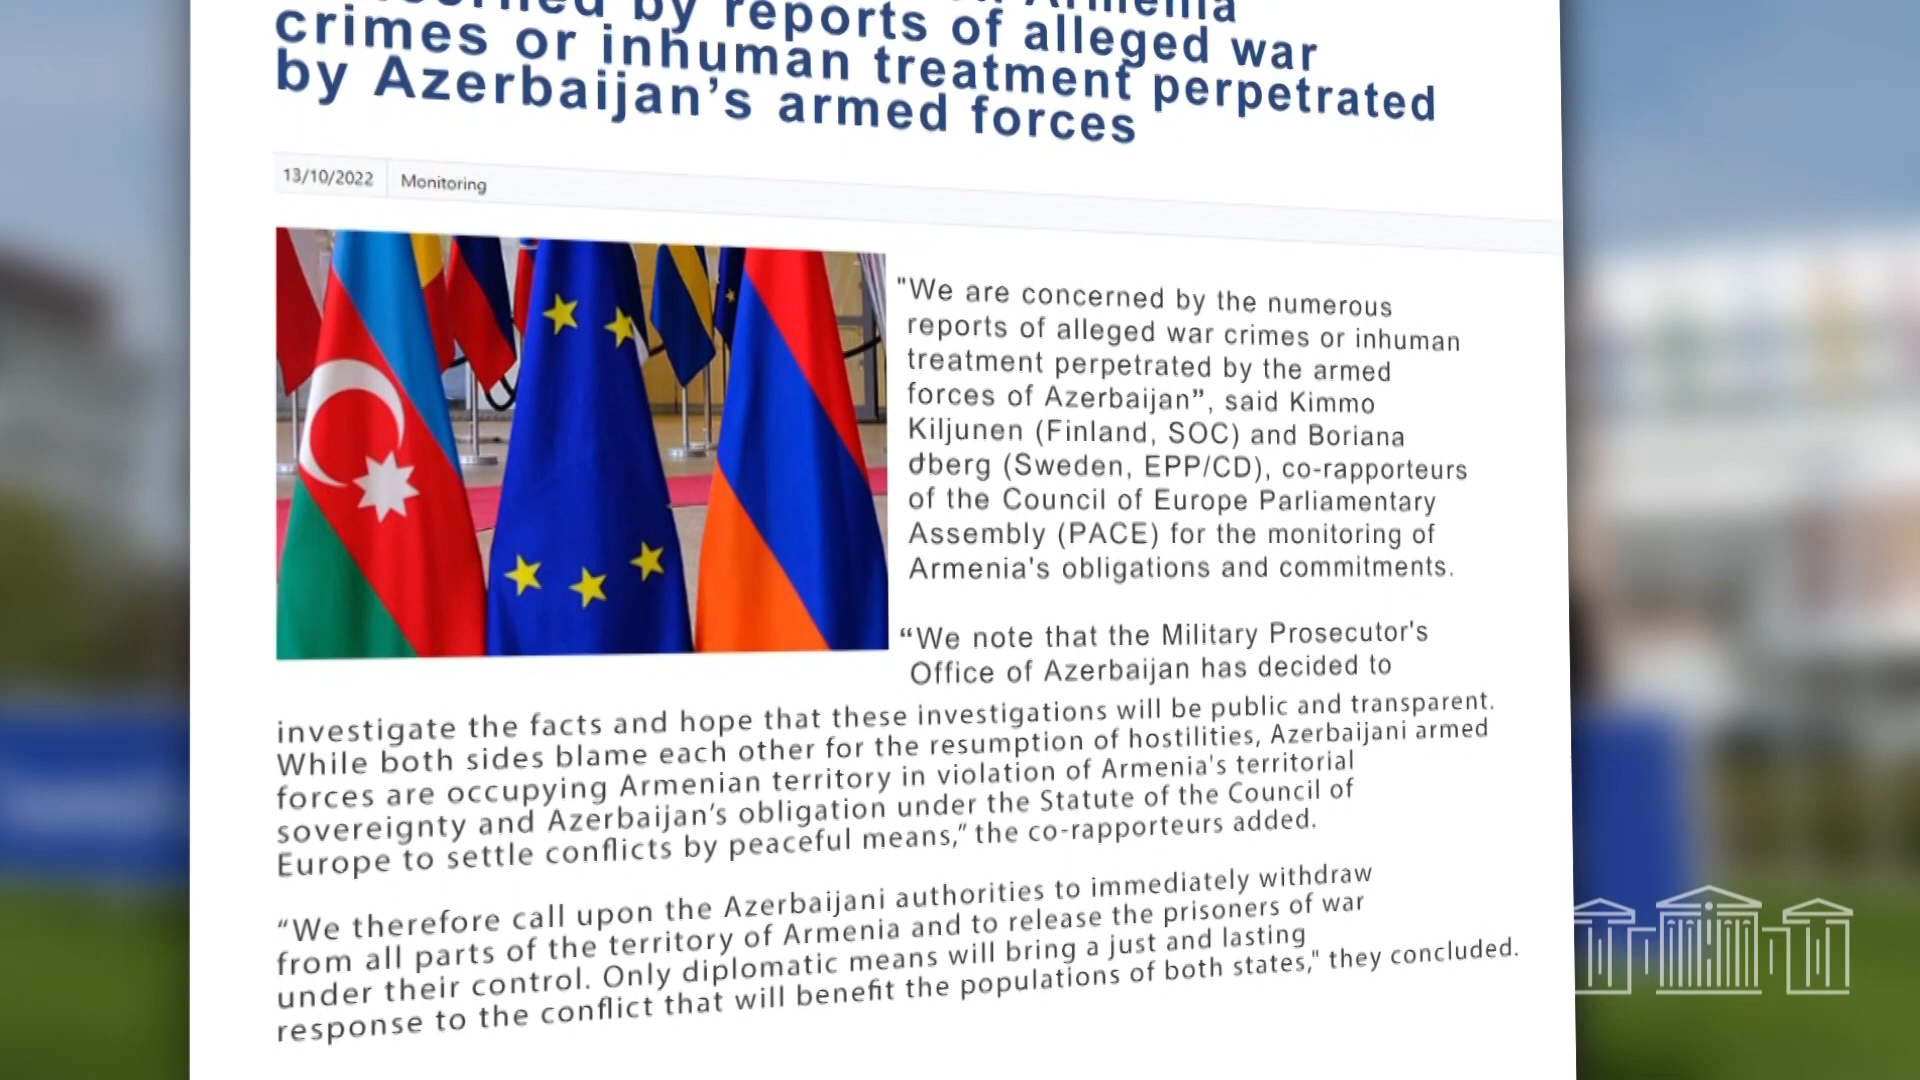 by reports of alleged war
crimes or inhuman treatment perpetrated
by Azerbaijan’s armed forces
13/10/2022 Monitoring
"We are concerned by the numerous
reports of alleged war crimes or inhuman
treatment perpetrated by the armed
forces of Azerbaijan”, said Kimmo
Kiljunen (Finland, SOC) and Boriana
dberg (Sweden, EPP/CD), co-rapporteurs
of the Council of Europe Parliamentary
Assembly (PACE) for the monitoring of
Armenia's obligations and commitments.
“We note that the Military Prosecutor's
Office of Azerbaijan has decided to
investigate the facts and hope that these investigations will be public and transparent.
While both sides blame each other for the resumption of hostilities, Azerbaijani armed
forces are occupying Armenian territory in violation of Armenia's territorial
sovereignty and Azerbaijan’s obligation under the Statute of the Council of
Europe to settle conflicts by peaceful means,” the co-rapporteurs added.
“We therefore call upon the Azerbaijani authorities to immediately withdraw
from all parts of the territory of Armenia and to release the prisoners of war
under their control. Only diplomatic means will bring a just and lasting
response to the conflict that will benefit the populations of both states," they concluded.